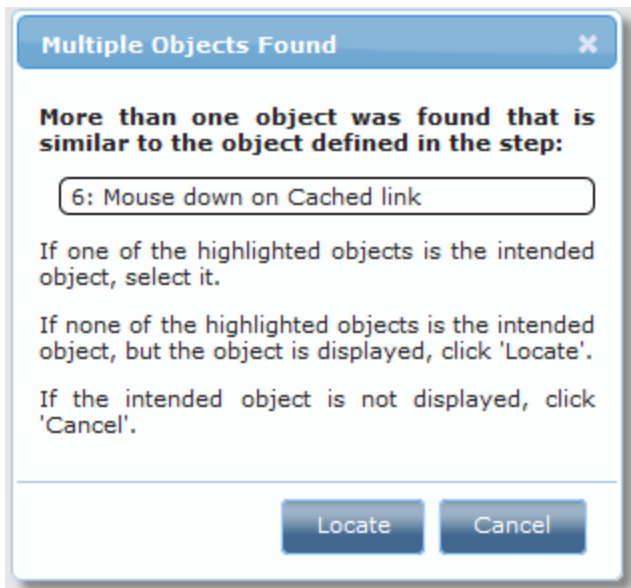 Multiple Objects Found
More than one object was found that is
similar to the object defined in the step:
6: Mouse down on Cached link
If one of the highlighted objects is the intended
object, select it.
If none of the highlighted objects is the intended
object, but the object is displayed, click 'Locate'.
If the intended object is not displayed, click
'Cancel'.
Locate Cancel